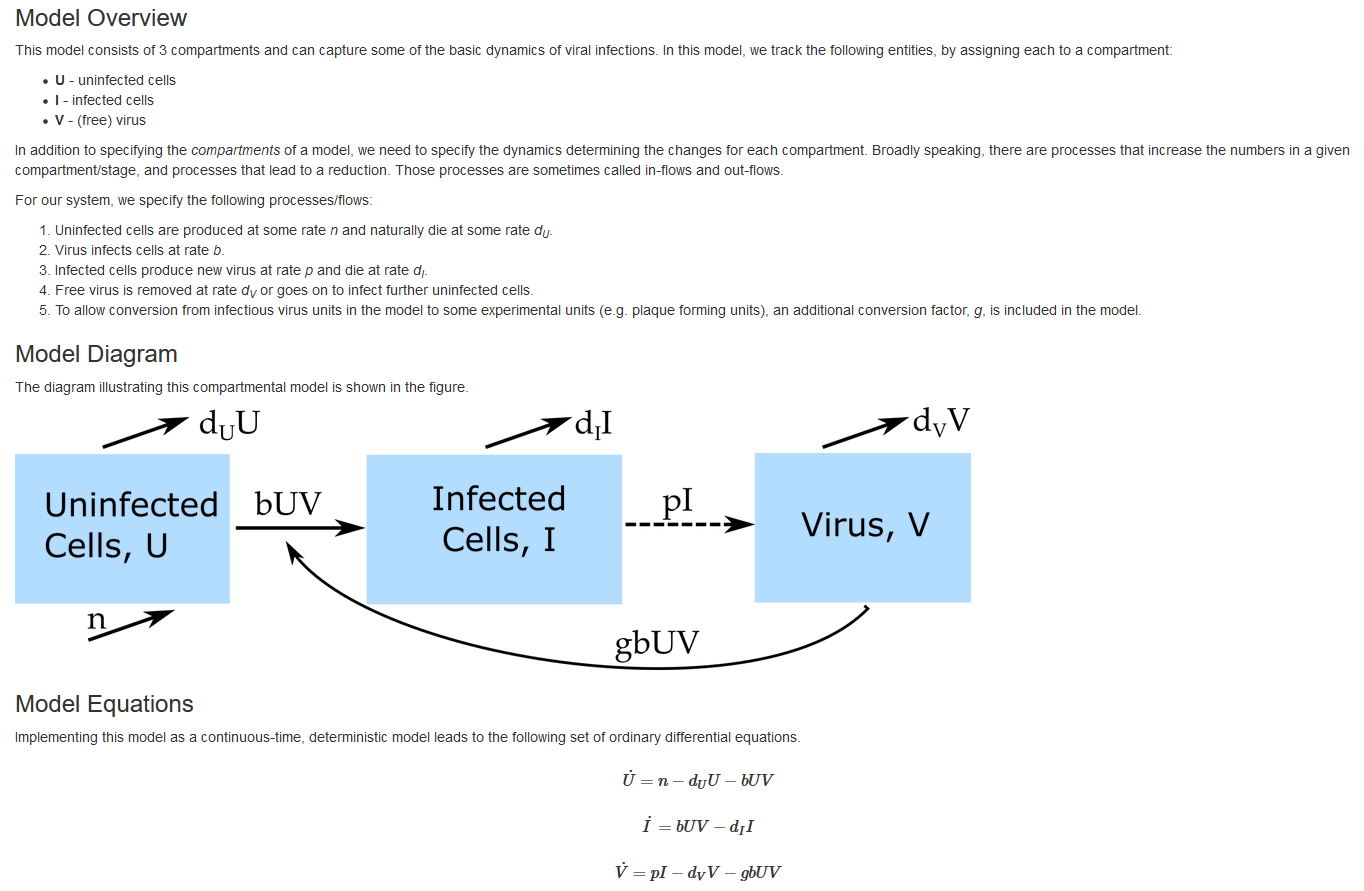 Model Overview
This model consists of 3 compartments and can capture some of the basic dynamics of viral infections. In this model, we track the following entities, by assigning each to a compartment:
• U - uninfected cells
• I - infected cells
• V - (free) virus
In addition to specifying the compartments of a model, we need to specify the dynamics determining the changes for each compartment. Broadly speaking, there are processes that increase the numbers in a given
compartment/stage, and processes that lead to a reduction. Those processes are sometimes called in-flows and out-flows.
For our system, we specify the following processes/flows:
1. Uninfected cells are produced at some rate n and naturally die at some rate d_U.
2. Virus infects cells at rate b.
3. Infected cells produce new virus at rate p and die at rate d_I.
4. Free virus is removed at rate d_V or goes on to infect further uninfected cells.
5. To allow conversion from infectious virus units in the model to some experimental units (e.g. plaque forming units), an additional conversion factor, g, is included in the model.
Model Diagram
The diagram illustrating this compartmental model is shown in the figure.
d_U U
d_I I
d_V V
Uninfected
Cells, U
bUV
Infected
Cells, I
pI
Virus, V
n
gbUV
Model Equations
Implementing this model as a continuous-time, deterministic model leads to the following set of ordinary differential equations.
U̇ = n − d_U U − bUV
İ = bUV − d_I I
V̇ = pI − d_V V − gbUV